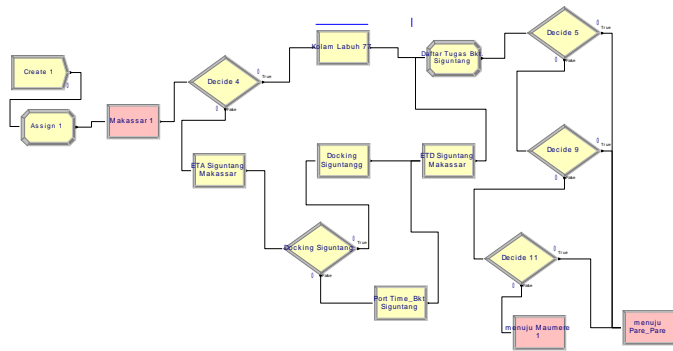 Create 1
Assign 1
Makassar 1
Decide 4
True
False
Kolam Labuh 77
Daftar Tugas Bkt.
Siguntang
Decide 5
True
False
ETA Siguntang
Makassar
Docking
Siguntangg
ETD Siguntang
Makassar
Decide 9
True
False
Docking Siguntang
True
False
Port Time_Bkt
Siguntang
Decide 11
True
False
menuju Maumere
1
menuju
Pare_Pare